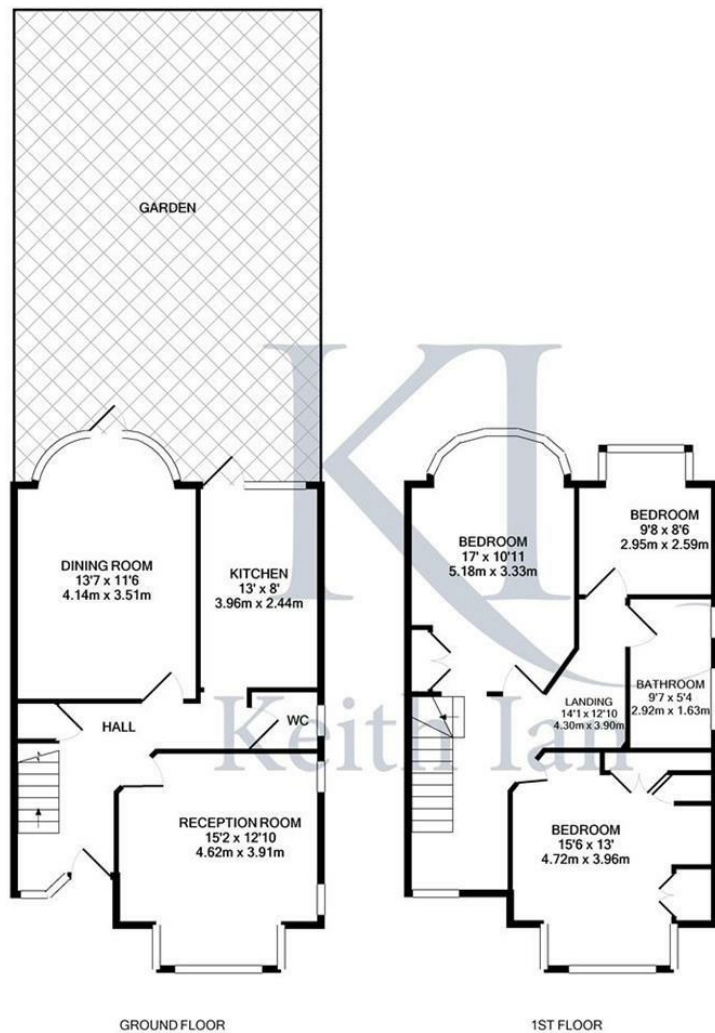 GARDEN
DINING ROOM
13'7 x 11'6
4.14m x 3.51m
KITCHEN
13' x 8'
3.96m x 2.44m
HALL
WC
RECEPTION ROOM
15'2 x 12'10
4.62m x 3.91m
GROUND FLOOR
BEDROOM
17' x 10'11
5.18m x 3.33m
BEDROOM
9'8 x 8'6
2.95m x 2.59m
BATHROOM
9'7 x 5'4
2.92m x 1.63m
LANDING
14'1 x 12'10
4.30m x 3.90m
BEDROOM
15'6 x 13'
4.72m x 3.96m
1ST FLOOR
KI
Keith Ian